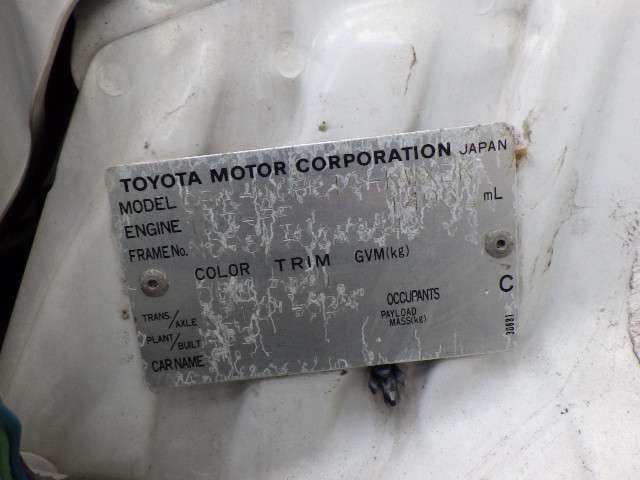 TOYOTA MOTOR CORPORATION JAPAN
MODEL
ENGINE mL
FRAME No.
COLOR TRIM GVM(kg)
C
TRANS/AXLE OCCUPANTS
PLANT/BUILT PAYLOAD MASS(kg)
CAR NAME